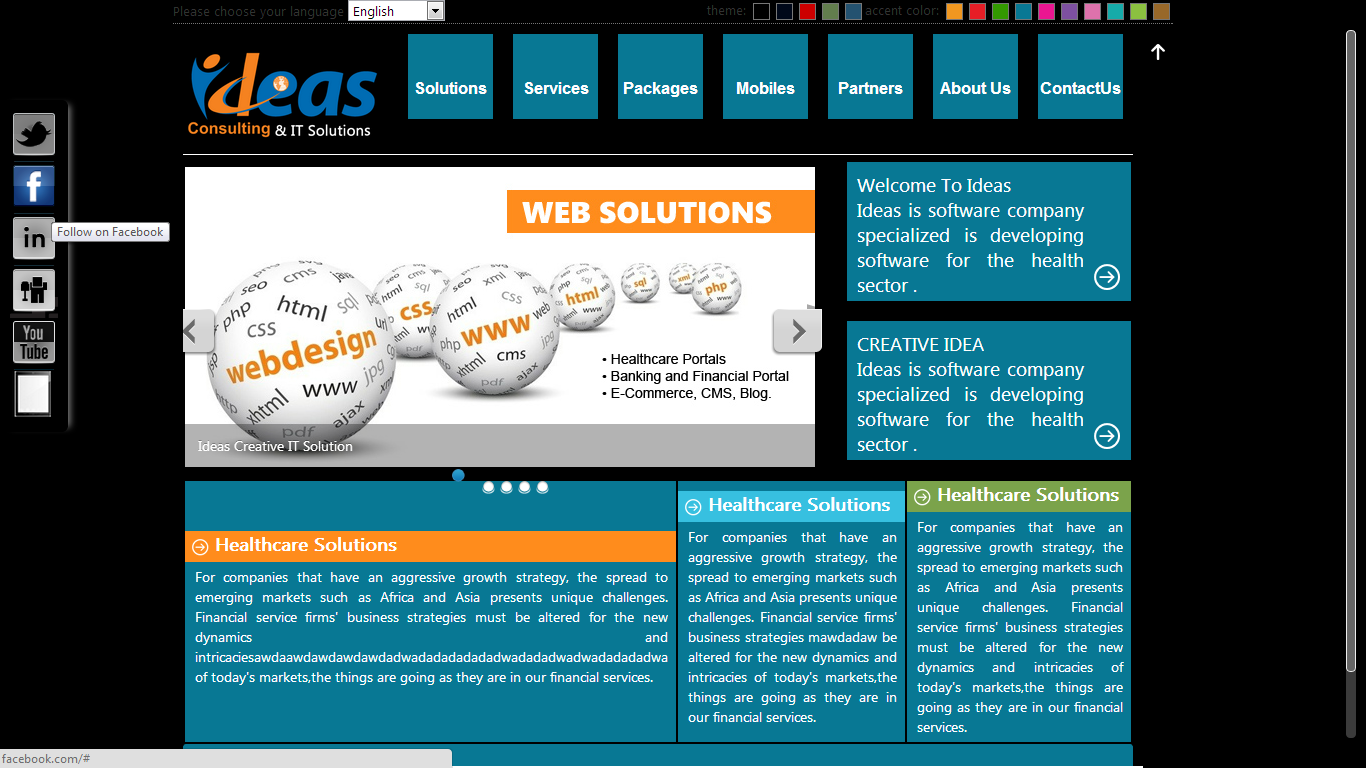 Please choose your language English theme: accent color:
ideas
Consulting & IT Solutions
Solutions Services Packages Mobiles Partners About Us ContactUs
Follow on Facebook
in
You
Tube
WEB SOLUTIONS
seo cms java
php html sql
css
webdesign
www jpg
xhtml ajax
pdf
css
www
php css web
xhtml cms
pdf ajax
html
www
php
sql
xml
php
www
• Healthcare Portals
• Banking and Financial Portal
• E-Commerce, CMS, Blog.
Ideas Creative IT Solution
Welcome To Ideas
Ideas is software company
specialized is developing
software for the health
sector .
CREATIVE IDEA
Ideas is software company
specialized is developing
software for the health
sector .
Healthcare Solutions
For companies that have an aggressive growth strategy, the spread to
emerging markets such as Africa and Asia presents unique challenges.
Financial service firms' business strategies must be altered for the new
dynamics and
intricaciesawdaawdawdawdawdadwadadadadadwadadadwadwadadadadwa
of today's markets,the things are going as they are in our financial services.
Healthcare Solutions
For companies that have an
aggressive growth strategy, the
spread to emerging markets such
as Africa and Asia presents unique
challenges. Financial service firms'
business strategies mawdadaw be
altered for the new dynamics and
intricacies of today's markets,the
things are going as they are in
our financial services.
Healthcare Solutions
For companies that have an
aggressive growth strategy, the
spread to emerging markets such
as Africa and Asia presents
unique challenges. Financial
service firms' business strategies
must be altered for the new
dynamics and intricacies of
today's markets,the things are
going as they are in our financial
services.
facebook.com/#